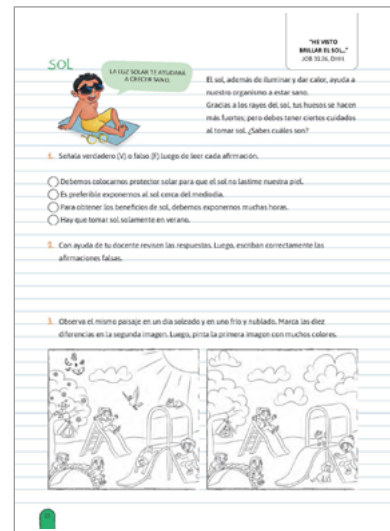 "HE VISTO
BRILLAR EL SOL..."
JOB 31:26, DHH
SOL
LA LUZ SOLAR TE AYUDARÁ
A CRECER SANO.
El sol, además de iluminar y dar calor, ayuda a
nuestro organismo a estar sano.
Gracias a los rayos del sol, tus huesos se hacen
más fuertes; pero debes tener ciertos cuidados
al tomar sol. ¿Sabes cuáles son?
1. Señala verdadero (V) o falso (F) luego de leer cada afirmación.
Debemos colocarnos protector solar para que el sol no lastime nuestra piel.
Es preferible exponernos al sol cerca del mediodía.
Para obtener los beneficios de sol, debemos exponernos muchas horas.
Hay que tomar sol solamente en verano.
2. Con ayuda de tu docente revisen las respuestas. Luego, escriban correctamente las
afirmaciones falsas.
3. Observa el mismo paisaje en un día soleado y en uno frío y nublado. Marca las diez
diferencias en la segunda imagen. Luego, pinta la primera imagen con muchos colores.